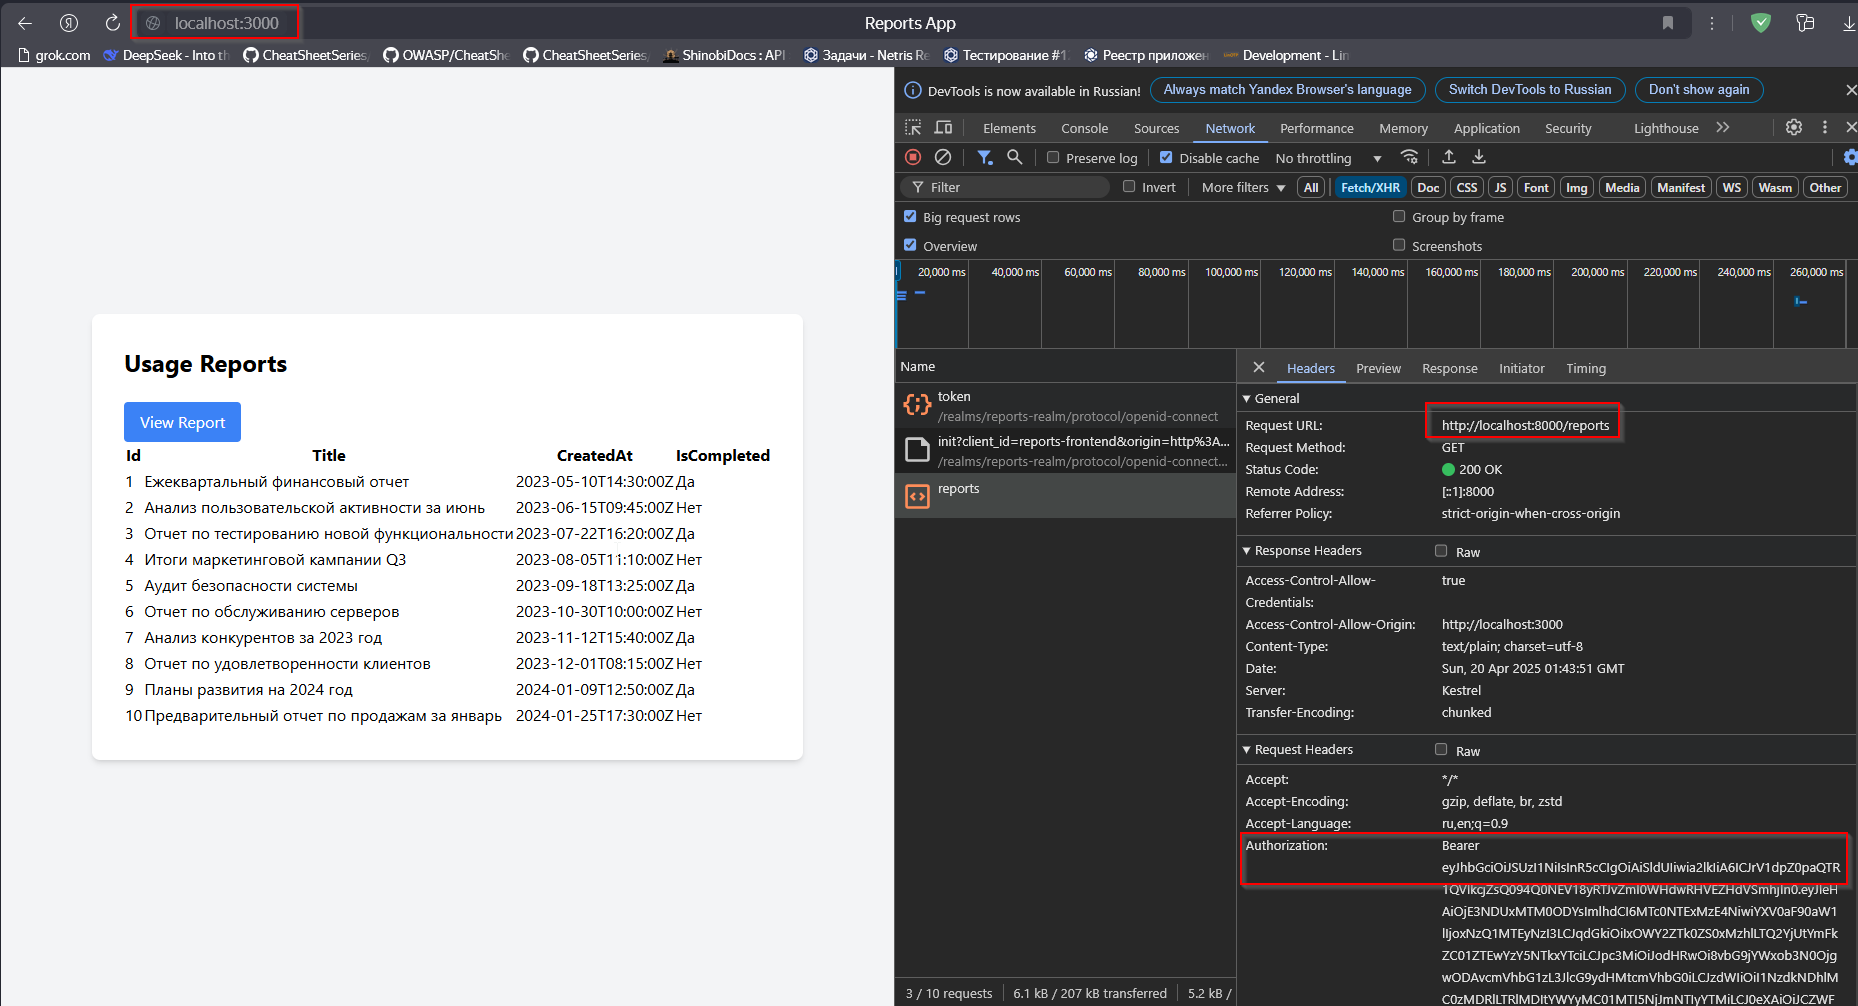 localhost:3000
Reports App
grok.com
DeepSeek - Into th
CheatSheetSeries
OWASP/CheatShe
CheatSheetSeries
ShinobiDocs : API
Задачи - Netris Re
Тестирование #1
Реестр приложен
Development - Lin
Usage Reports
View Report
Id Title CreatedAt IsCompleted
1 Ежеквартальный финансовый отчет 2023-05-10T14:30:00Z Да
2 Анализ пользовательской активности за июнь 2023-06-15T09:45:00Z Нет
3 Отчет по тестированию новой функциональности 2023-07-22T16:20:00Z Да
4 Итоги маркетинговой кампании Q3 2023-08-05T11:10:00Z Нет
5 Аудит безопасности системы 2023-09-18T13:25:00Z Да
6 Отчет по обслуживанию серверов 2023-10-30T10:00:00Z Нет
7 Анализ конкурентов за 2023 год 2023-11-12T15:40:00Z Да
8 Отчет по удовлетворенности клиентов 2023-12-01T08:15:00Z Нет
9 Планы развития на 2024 год 2024-01-09T12:50:00Z Да
10 Предварительный отчет по продажам за январь 2024-01-25T17:30:00Z Нет
DevTools is now available in Russian! Always match Yandex Browser's language Switch DevTools to Russian Don't show again
Elements Console Sources Network Performance Memory Application Security Lighthouse
Preserve log Disable cache No throttling
Filter Invert More filters All Fetch/XHR Doc CSS JS Font Img Media Manifest WS Wasm Other
Big request rows Group by frame
Overview Screenshots
20,000 ms 40,000 ms 60,000 ms 80,000 ms 100,000 ms 120,000 ms 140,000 ms 160,000 ms 180,000 ms 200,000 ms 220,000 ms 240,000 ms 260,000 ms
Name
token
/realms/reports-realm/protocol/openid-connect
init?client_id=reports-frontend&origin=http%3A...
/realms/reports-realm/protocol/openid-connect...
reports
3 / 10 requests 6.1 kB / 207 kB transferred 5.2 kB /
Headers Preview Response Initiator Timing
General
Request URL: http://localhost:8000/reports
Request Method: GET
Status Code: 200 OK
Remote Address: [::1]:8000
Referrer Policy: strict-origin-when-cross-origin
Response Headers Raw
Access-Control-Allow- true
Credentials:
Access-Control-Allow-Origin: http://localhost:3000
Content-Type: text/plain; charset=utf-8
Date: Sun, 20 Apr 2025 01:43:51 GMT
Server: Kestrel
Transfer-Encoding: chunked
Request Headers Raw
Accept: */*
Accept-Encoding: gzip, deflate, br, zstd
Accept-Language: ru,en;q=0.9
Authorization: Bearer